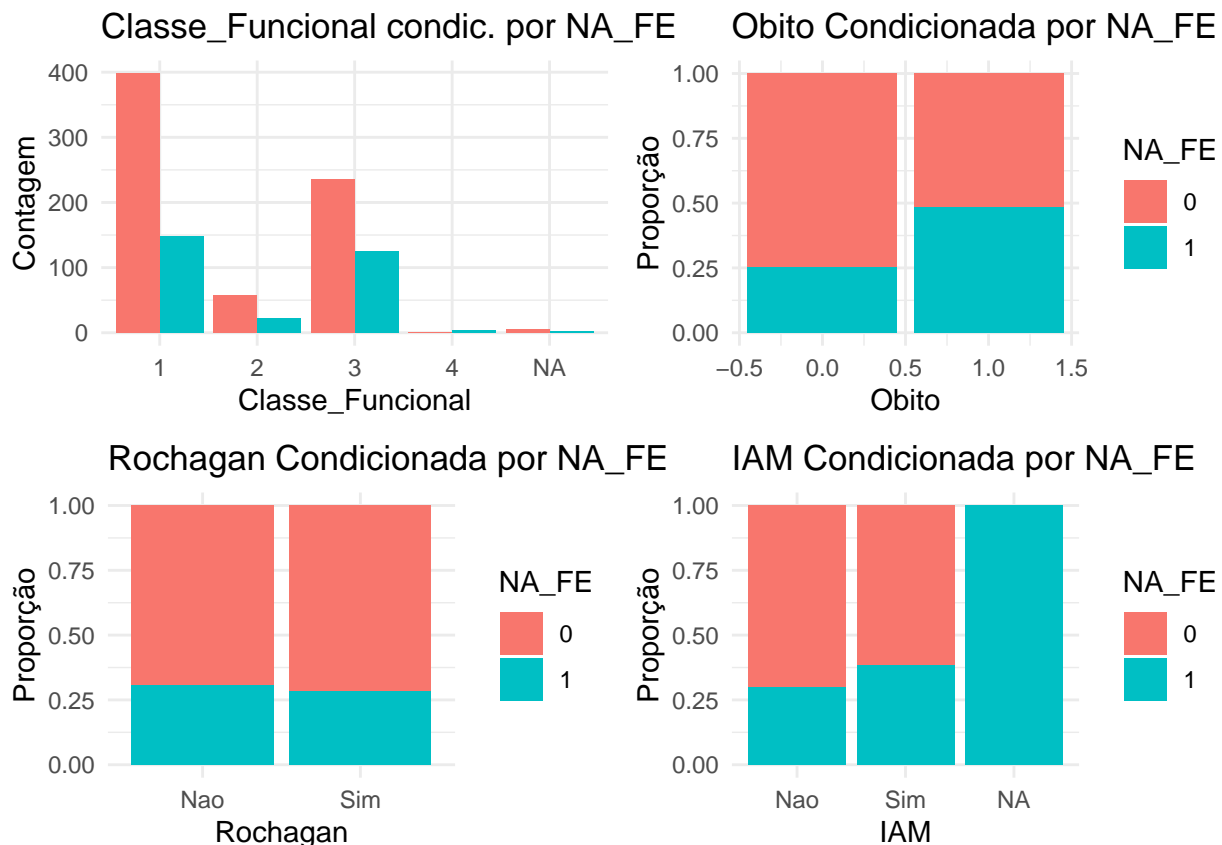 Classe_Funcional condic. por NA_FE
400
300
200
100
0
Contagem
1 2 3 4 NA
Classe_Funcional
Obito Condicionada por NA_FE
1.00
0.75
0.50
0.25
0.00
Proporção
−0.5 0.0 0.5 1.0 1.5
Obito
NA_FE
0
1
Rochagan Condicionada por NA_FE
1.00
0.75
0.50
0.25
0.00
Proporção
Nao Sim
Rochagan
NA_FE
0
1
IAM Condicionada por NA_FE
1.00
0.75
0.50
0.25
0.00
Proporção
Nao Sim NA
IAM
NA_FE
0
1